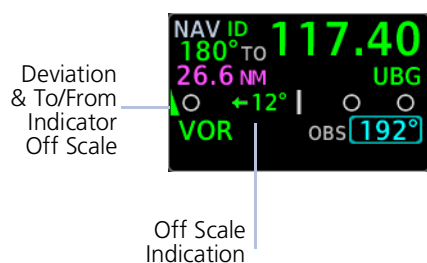 NAV ID 117.40
180° TO
26.6 NM UBG
←12°
VOR OBS 192°
Deviation
& To/From
Indicator
Off Scale
Off Scale
Indication